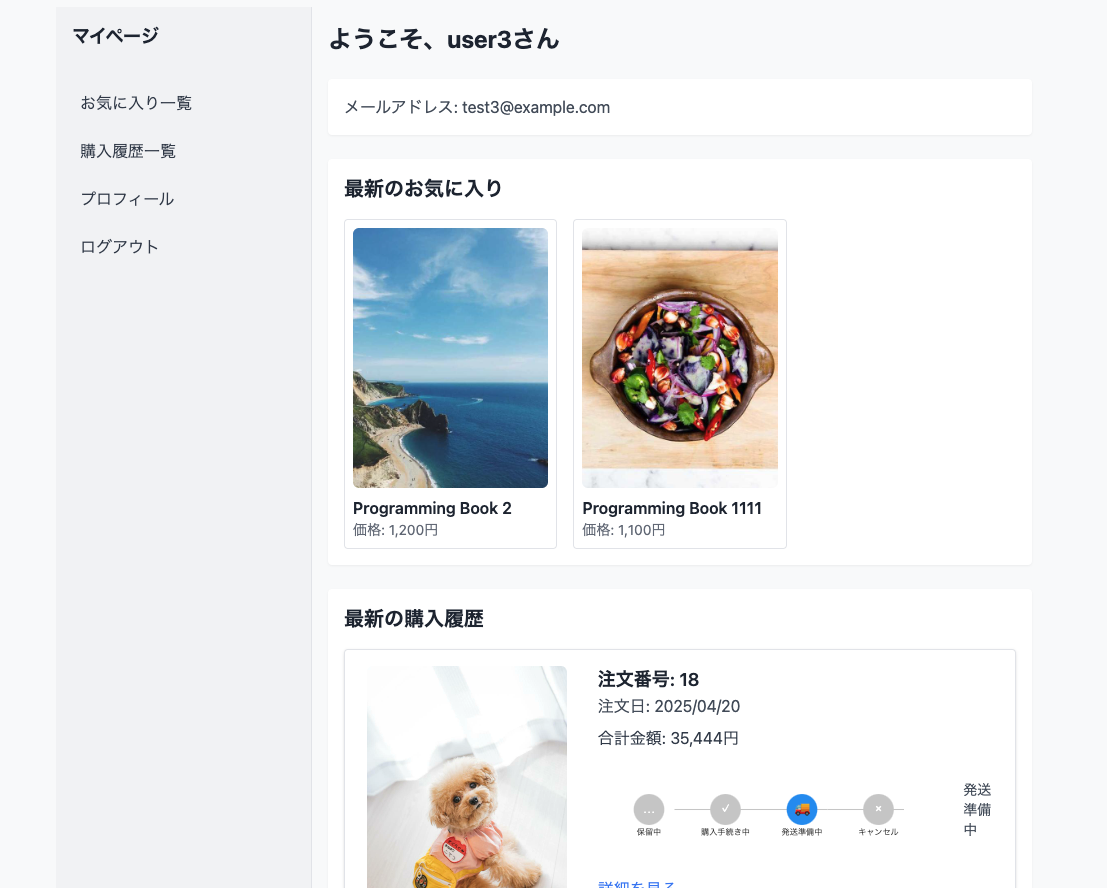 マイページ
お気に入り一覧
購入履歴一覧
プロフィール
ログアウト
ようこそ、user3さん
メールアドレス: test3@example.com
最新のお気に入り
Programming Book 2
価格: 1,200円
Programming Book 1111
価格: 1,100円
最新の購入履歴
注文番号: 18
注文日: 2025/04/20
合計金額: 35,444円
保留中
購入手続き中
発送準備中
キャンセル
発送
準備
中
詳細を見る